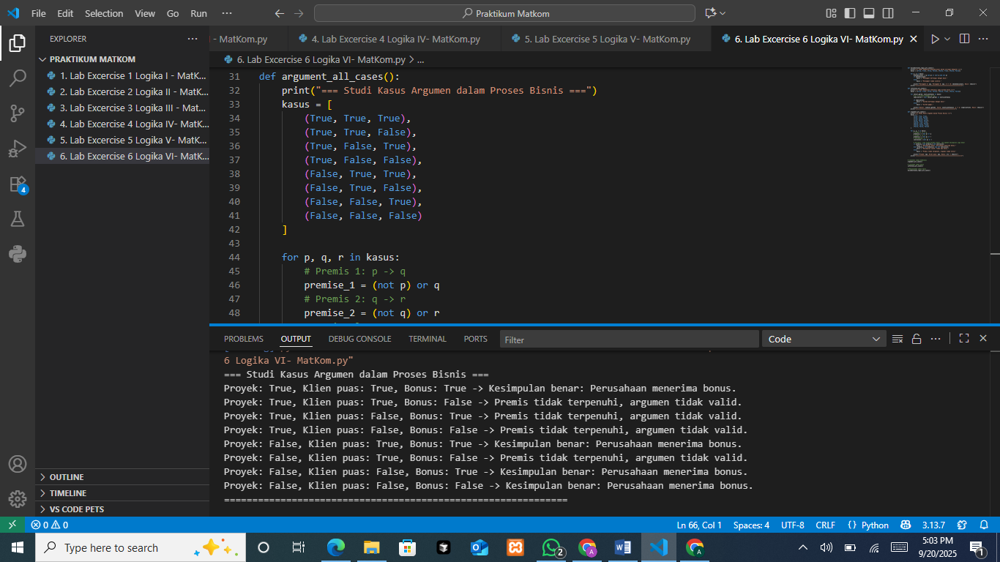 File Edit Selection View Go Run ···
Praktikum Matkom
EXPLORER
PRAKTIKUM MATKOM
1. Lab Excercise 1 Logika I - MatK...
2. Lab Excercise 2 Logika II - MatK...
3. Lab Excercise 3 Logika III - Mat...
4. Lab Excercise 4 Logika IV- MatK...
5. Lab Excercise 5 Logika V- MatK...
6. Lab Excercise 6 Logika VI- MatK...
OUTLINE
TIMELINE
VS CODE PETS
4
- MatKom.py
4. Lab Excercise 4 Logika IV- MatKom.py
5. Lab Excercise 5 Logika V- MatKom.py
6. Lab Excercise 6 Logika VI- MatKom.py
6. Lab Excercise 6 Logika VI- MatKom.py > ...
31 def argument_all_cases():
32 print("=== Studi Kasus Argumen dalam Proses Bisnis ===")
33 kasus = [
34 (True, True, True),
35 (True, True, False),
36 (True, False, True),
37 (True, False, False),
38 (False, True, True),
39 (False, True, False),
40 (False, False, True),
41 (False, False, False)
42 ]
43
44 for p, q, r in kasus:
45 # Premis 1: p -> q
46 premise_1 = (not p) or q
47 # Premis 2: q -> r
48 premise_2 = (not q) or r
PROBLEMS OUTPUT DEBUG CONSOLE TERMINAL PORTS
Filter
Code
6 Logika VI- MatKom.py"
=== Studi Kasus Argumen dalam Proses Bisnis ===
Proyek: True, Klien puas: True, Bonus: True -> Kesimpulan benar: Perusahaan menerima bonus.
Proyek: True, Klien puas: True, Bonus: False -> Premis tidak terpenuhi, argumen tidak valid.
Proyek: True, Klien puas: False, Bonus: True -> Premis tidak terpenuhi, argumen tidak valid.
Proyek: True, Klien puas: False, Bonus: False -> Premis tidak terpenuhi, argumen tidak valid.
Proyek: False, Klien puas: True, Bonus: True -> Kesimpulan benar: Perusahaan menerima bonus.
Proyek: False, Klien puas: True, Bonus: False -> Premis tidak terpenuhi, argumen tidak valid.
Proyek: False, Klien puas: False, Bonus: True -> Kesimpulan benar: Perusahaan menerima bonus.
Proyek: False, Klien puas: False, Bonus: False -> Kesimpulan benar: Perusahaan menerima bonus.
=============================================================
0 0
Ln 66, Col 1 Spaces: 4 UTF-8 CRLF {} Python 3.13.7
Type here to search
2
A
W
A
5:03 PM
9/20/2025
1